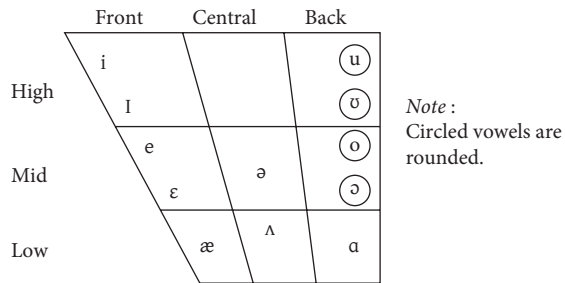 Front Central Back
i u
High
I ʊ
Note :
Circled vowels are
rounded.
e o
Mid ə
ɛ ɔ
ʌ
Low æ ɑ